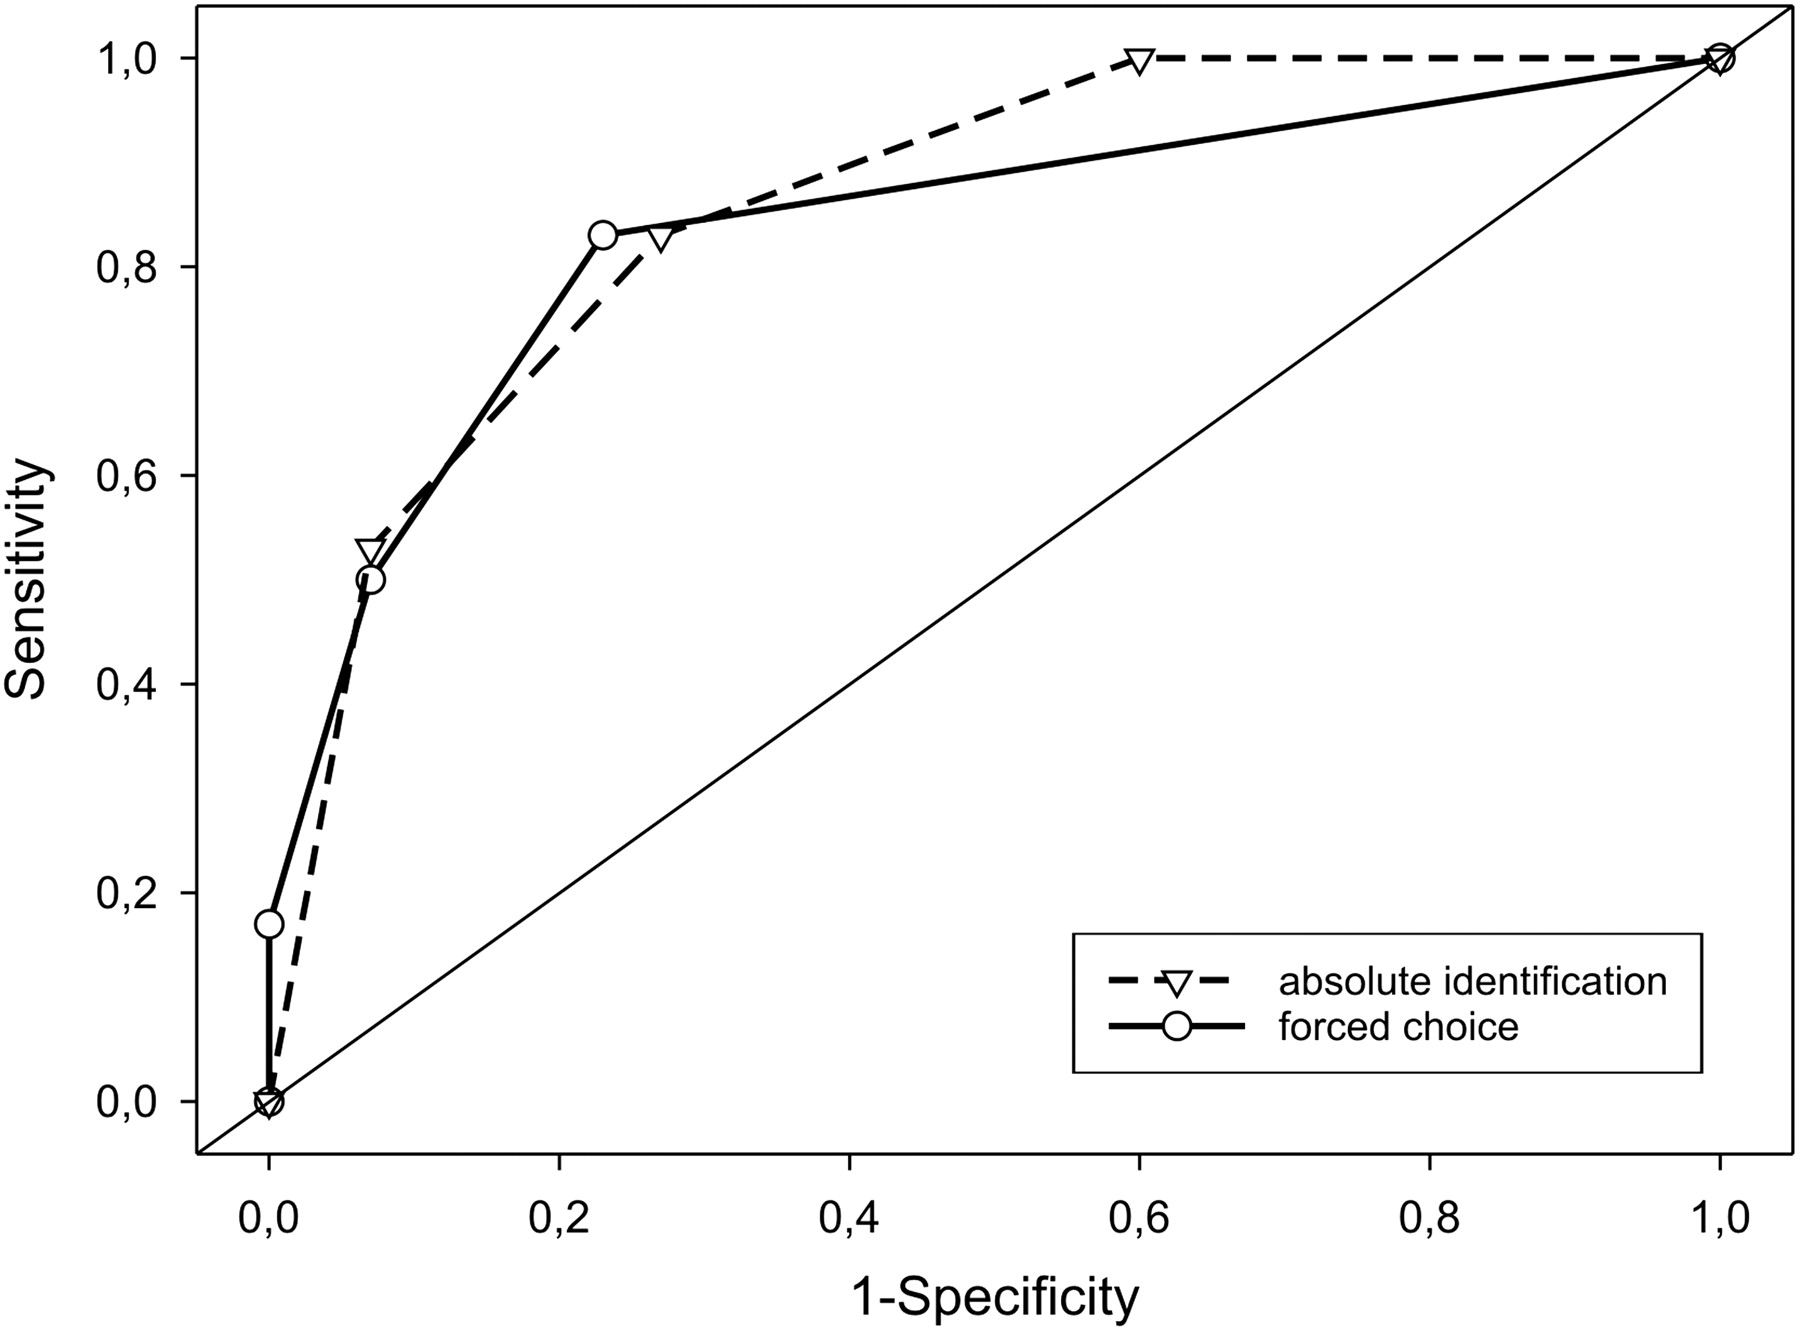 Sensitivity
1,0
0,8
0,6
0,4
0,2
0,0
absolute identification
forced choice
0,0 0,2 0,4 0,6 0,8 1,0
1-Specificity